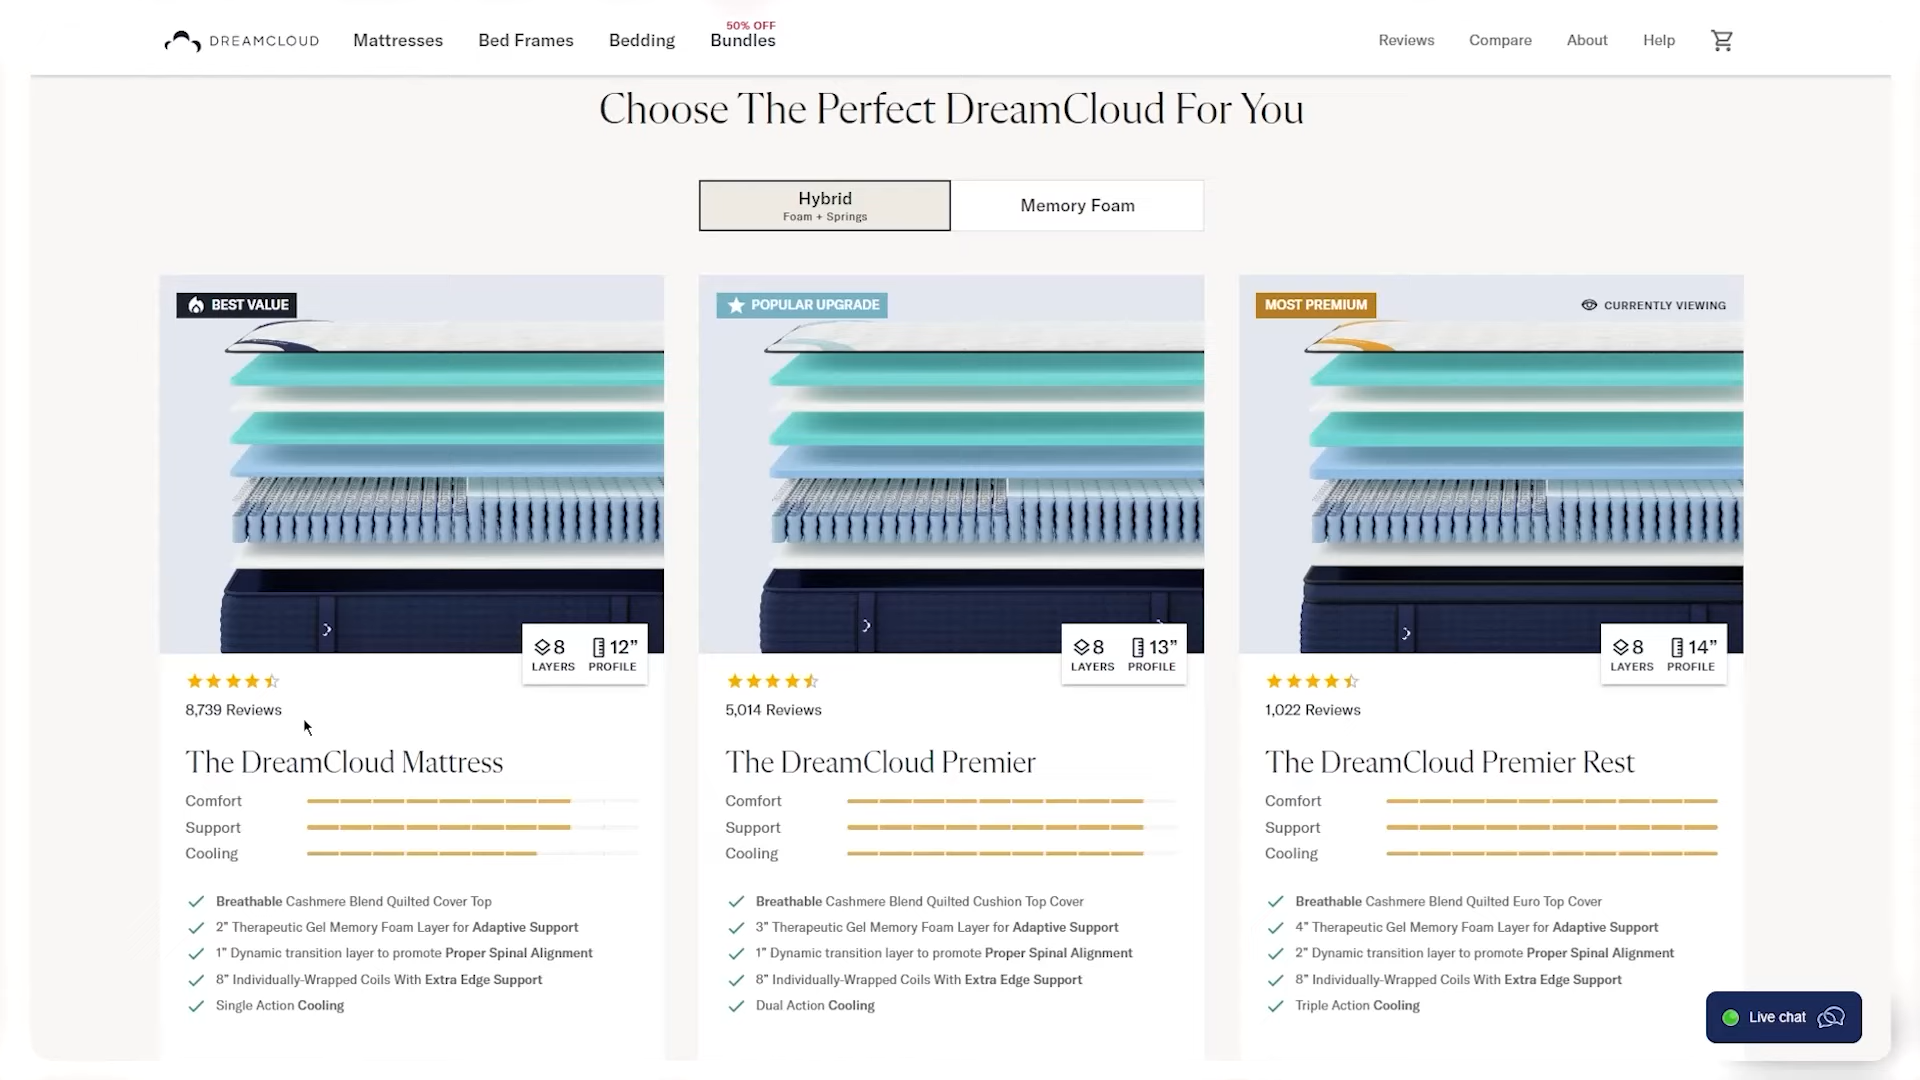 DREAMCLOUD
Mattresses
Bed Frames
Bedding
50% OFF
Bundles
Reviews
Compare
About
Help
Choose The Perfect DreamCloud For You
Hybrid
Foam + Springs
Memory Foam
BEST VALUE
8 LAYERS
12” PROFILE
8,739 Reviews
The DreamCloud Mattress
Comfort
Support
Cooling
Breathable Cashmere Blend Quilted Cover Top
2” Therapeutic Gel Memory Foam Layer for Adaptive Support
1” Dynamic transition layer to promote Proper Spinal Alignment
8” Individually-Wrapped Coils With Extra Edge Support
Single Action Cooling
POPULAR UPGRADE
8 LAYERS
13” PROFILE
5,014 Reviews
The DreamCloud Premier
Comfort
Support
Cooling
Breathable Cashmere Blend Quilted Cushion Top Cover
3” Therapeutic Gel Memory Foam Layer for Adaptive Support
1” Dynamic transition layer to promote Proper Spinal Alignment
8” Individually-Wrapped Coils With Extra Edge Support
Dual Action Cooling
MOST PREMIUM
CURRENTLY VIEWING
8 LAYERS
14” PROFILE
1,022 Reviews
The DreamCloud Premier Rest
Comfort
Support
Cooling
Breathable Cashmere Blend Quilted Euro Top Cover
4” Therapeutic Gel Memory Foam Layer for Adaptive Support
2” Dynamic transition layer to promote Proper Spinal Alignment
8” Individually-Wrapped Coils With Extra Edge Support
Triple Action Cooling
Live chat